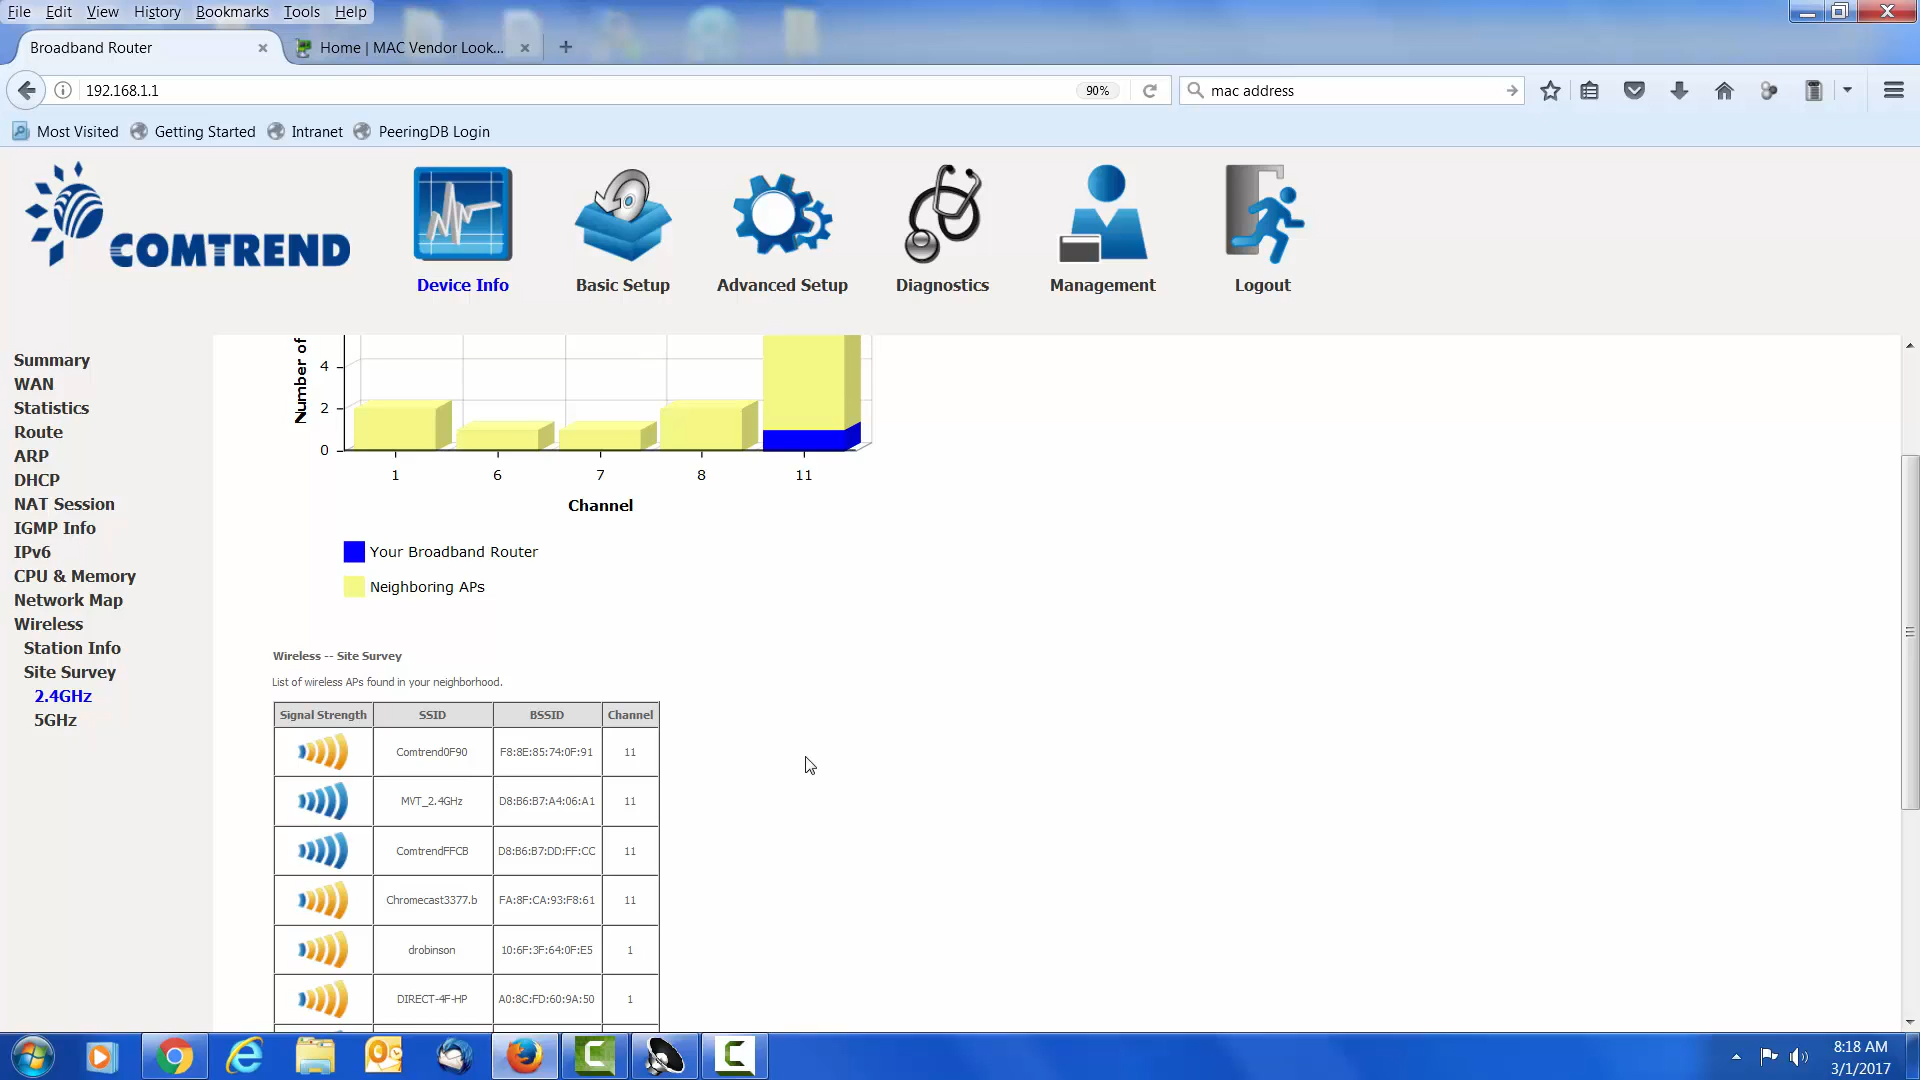 File Edit View History Bookmarks Tools Help
Broadband Router
Home | MAC Vendor Look...
192.168.1.1
90%
mac address
Most Visited Getting Started Intranet PeeringDB Login
COMTREND
Device Info Basic Setup Advanced Setup Diagnostics Management Logout
Summary
WAN
Statistics
Route
ARP
DHCP
NAT Session
IGMP Info
IPv6
CPU & Memory
Network Map
Wireless
Station Info
Site Survey
2.4GHz
5GHz
Number of
4
2
0
1 6 7 8 11
Channel
Your Broadband Router
Neighboring APs
Wireless -- Site Survey
List of wireless APs found in your neighborhood.
Signal Strength SSID BSSID Channel
Comtrend0F90 F8:8E:85:74:0F:91 11
MVT_2.4GHz D8:B6:B7:A4:06:A1 11
ComtrendFFCB D8:B6:B7:DD:FF:CC 11
Chromecast3377.b FA:8F:CA:93:F8:61 11
drobinson 10:6F:3F:64:0F:E5 1
DIRECT-4F-HP A0:8C:FD:60:9A:50 1
8:18 AM
3/1/2017